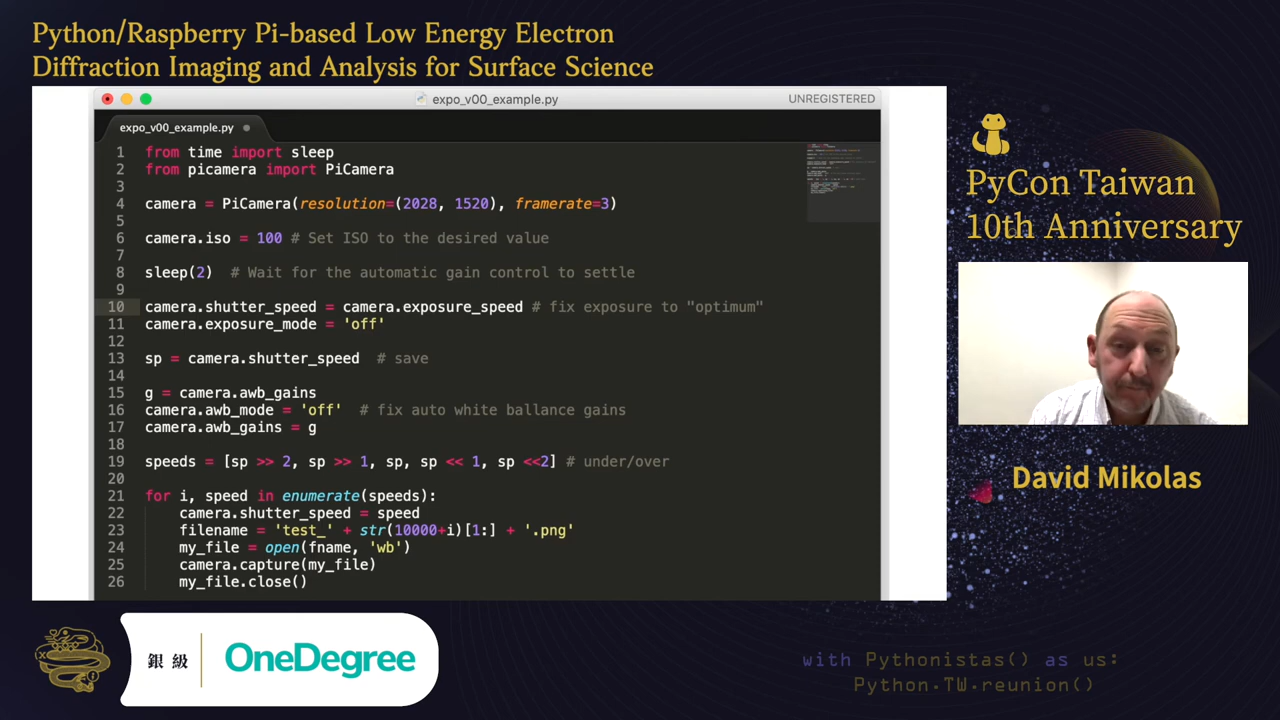 Python/Raspberry Pi-based Low Energy Electron
Diffraction Imaging and Analysis for Surface Science
expo_v00_example.py
UNREGISTERED
expo_v00_example.py
1 from time import sleep
2 from picamera import PiCamera
3
4 camera = PiCamera(resolution=(2028, 1520), framerate=3)
5
6 camera.iso = 100 # Set ISO to the desired value
7
8 sleep(2)  # Wait for the automatic gain control to settle
9
10 camera.shutter_speed = camera.exposure_speed # fix exposure to "optimum"
11 camera.exposure_mode = 'off'
12
13 sp = camera.shutter_speed  # save
14
15 g = camera.awb_gains
16 camera.awb_mode = 'off'  # fix auto white ballance gains
17 camera.awb_gains = g
18
19 speeds = [sp >> 2, sp >> 1, sp, sp << 1, sp <<2] # under/over
20
21 for i, speed in enumerate(speeds):
22     camera.shutter_speed = speed
23     filename = 'test_' + str(10000+i)[1:] + '.png'
24     my_file = open(fname, 'wb')
25     camera.capture(my_file)
26     my_file.close()
PyCon Taiwan
10th Anniversary
David Mikolas
銀級
OneDegree
with Pythonistas() as us:
Python.TW.reunion()